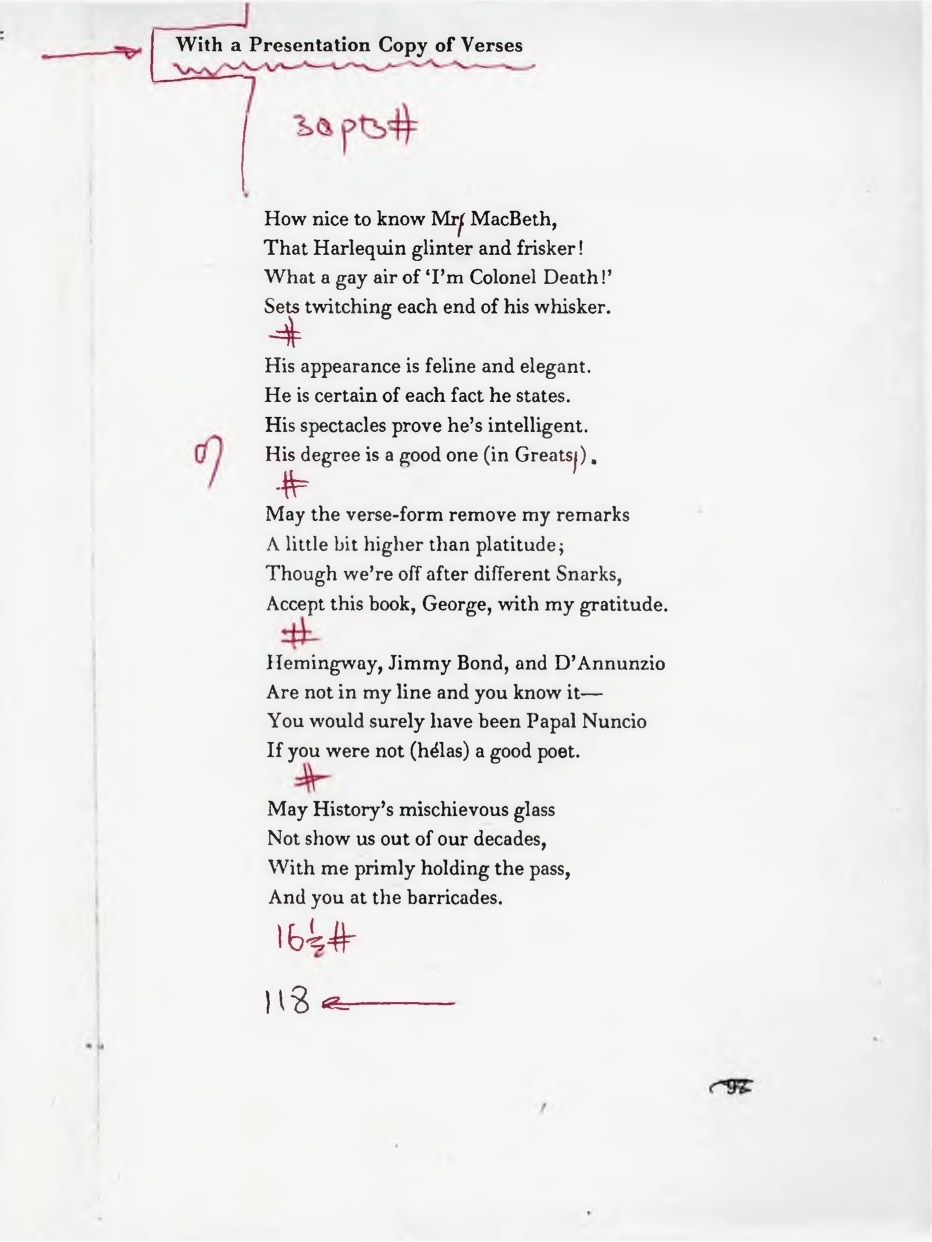 With a Presentation Copy of Verses
30pts#
How nice to know Mr MacBeth,
That Harlequin glinter and frisker!
What a gay air of 'I'm Colonel Death!'
Sets twitching each end of his whisker.
#
His appearance is feline and elegant.
He is certain of each fact he states.
His spectacles prove he's intelligent.
His degree is a good one (in Greats).
#
May the verse-form remove my remarks
A little bit higher than platitude;
Though we're off after different Snarks,
Accept this book, George, with my gratitude.
#
Hemingway, Jimmy Bond, and D'Annunzio
Are not in my line and you know it—
You would surely have been Papal Nuncio
If you were not (hélas) a good poet.
#
May History's mischievous glass
Not show us out of our decades,
With me primly holding the pass,
And you at the barricades.
16½#
118